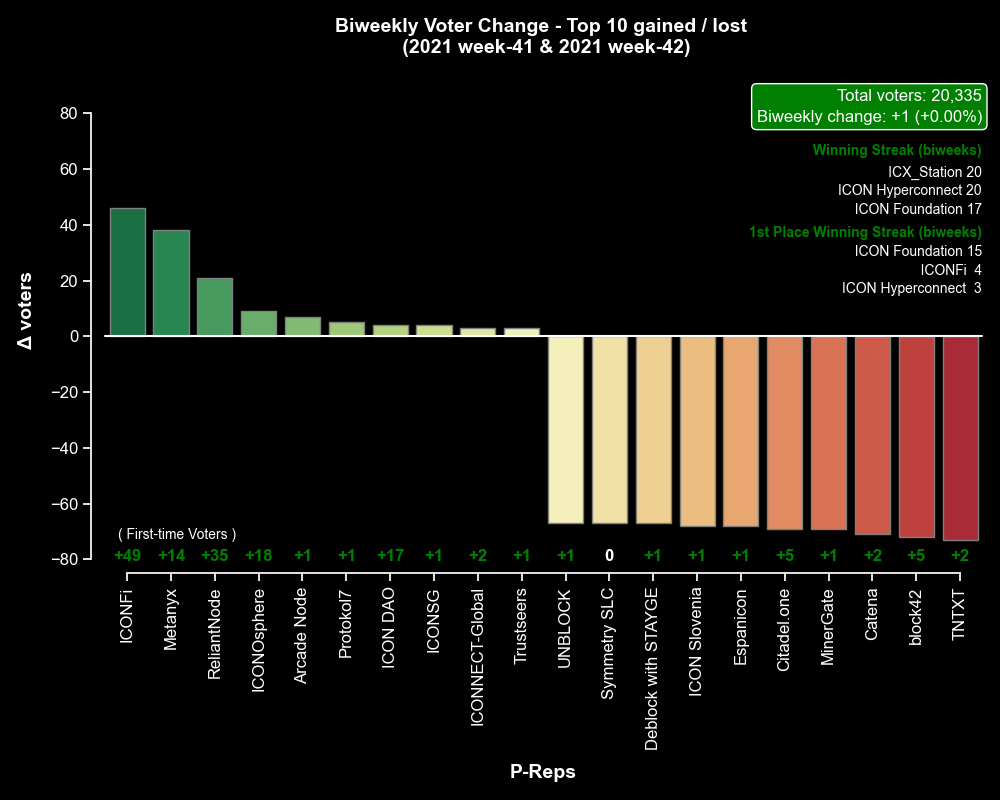 Biweekly Voter Change - Top 10 gained / lost
(2021 week-41 & 2021 week-42)
Total voters: 20,335
Biweekly change: +1 (+0.00%)
Winning Streak (biweeks)
ICX_Station 20
ICON Hyperconnect 20
ICON Foundation 17
1st Place Winning Streak (biweeks)
ICON Foundation 15
ICONFi 4
ICON Hyperconnect 3
Δ voters
80
60
40
20
0
−20
−40
−60
−80
( First-time Voters )
+49 +14 +35 +18 +1 +1 +17 +1 +2 +1 +1 0 +1 +1 +1 +5 +1 +2 +5 +2
ICONFi
Metanyx
ReliantNode
ICONOsphere
Arcade Node
Protokol7
ICON DAO
ICONSG
ICONNECT-Global
Trustseers
UNBLOCK
Symmetry SLC
Deblock with STAYGE
ICON Slovenia
Espanicon
Citadel.one
MinerGate
Catena
block42
TNTXT
P-Reps